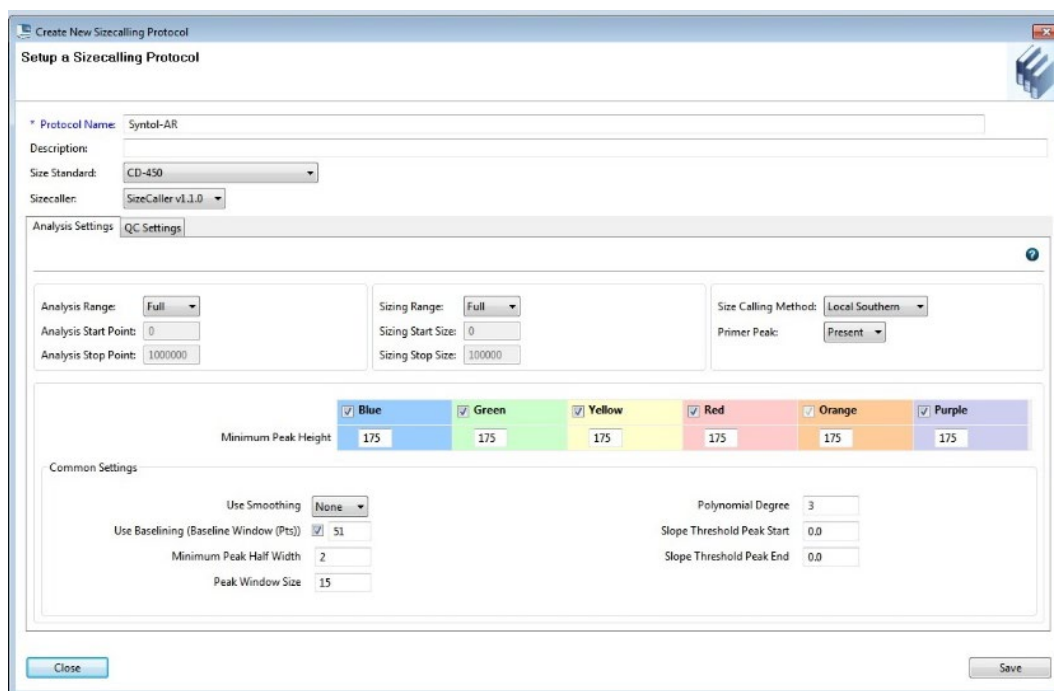 Create New Sizecalling Protocol
Setup a Sizecalling Protocol
* Protocol Name: Syntol-AR
Description:
Size Standard: CD-450
Sizecaller: SizeCaller v1.1.0
Analysis Settings QC Settings
Analysis Range: Full Sizing Range: Full Size Calling Method: Local Southern
Analysis Start Point: 0 Sizing Start Size: 0 Primer Peak: Present
Analysis Stop Point: 1000000 Sizing Stop Size: 100000
Blue Green Yellow Red Orange Purple
Minimum Peak Height 175 175 175 175 175 175
Common Settings
Use Smoothing None Polynomial Degree 3
Use Baselining (Baseline Window (Pts)) 51 Slope Threshold Peak Start 0.0
Minimum Peak Half Width 2 Slope Threshold Peak End 0.0
Peak Window Size 15
Close Save